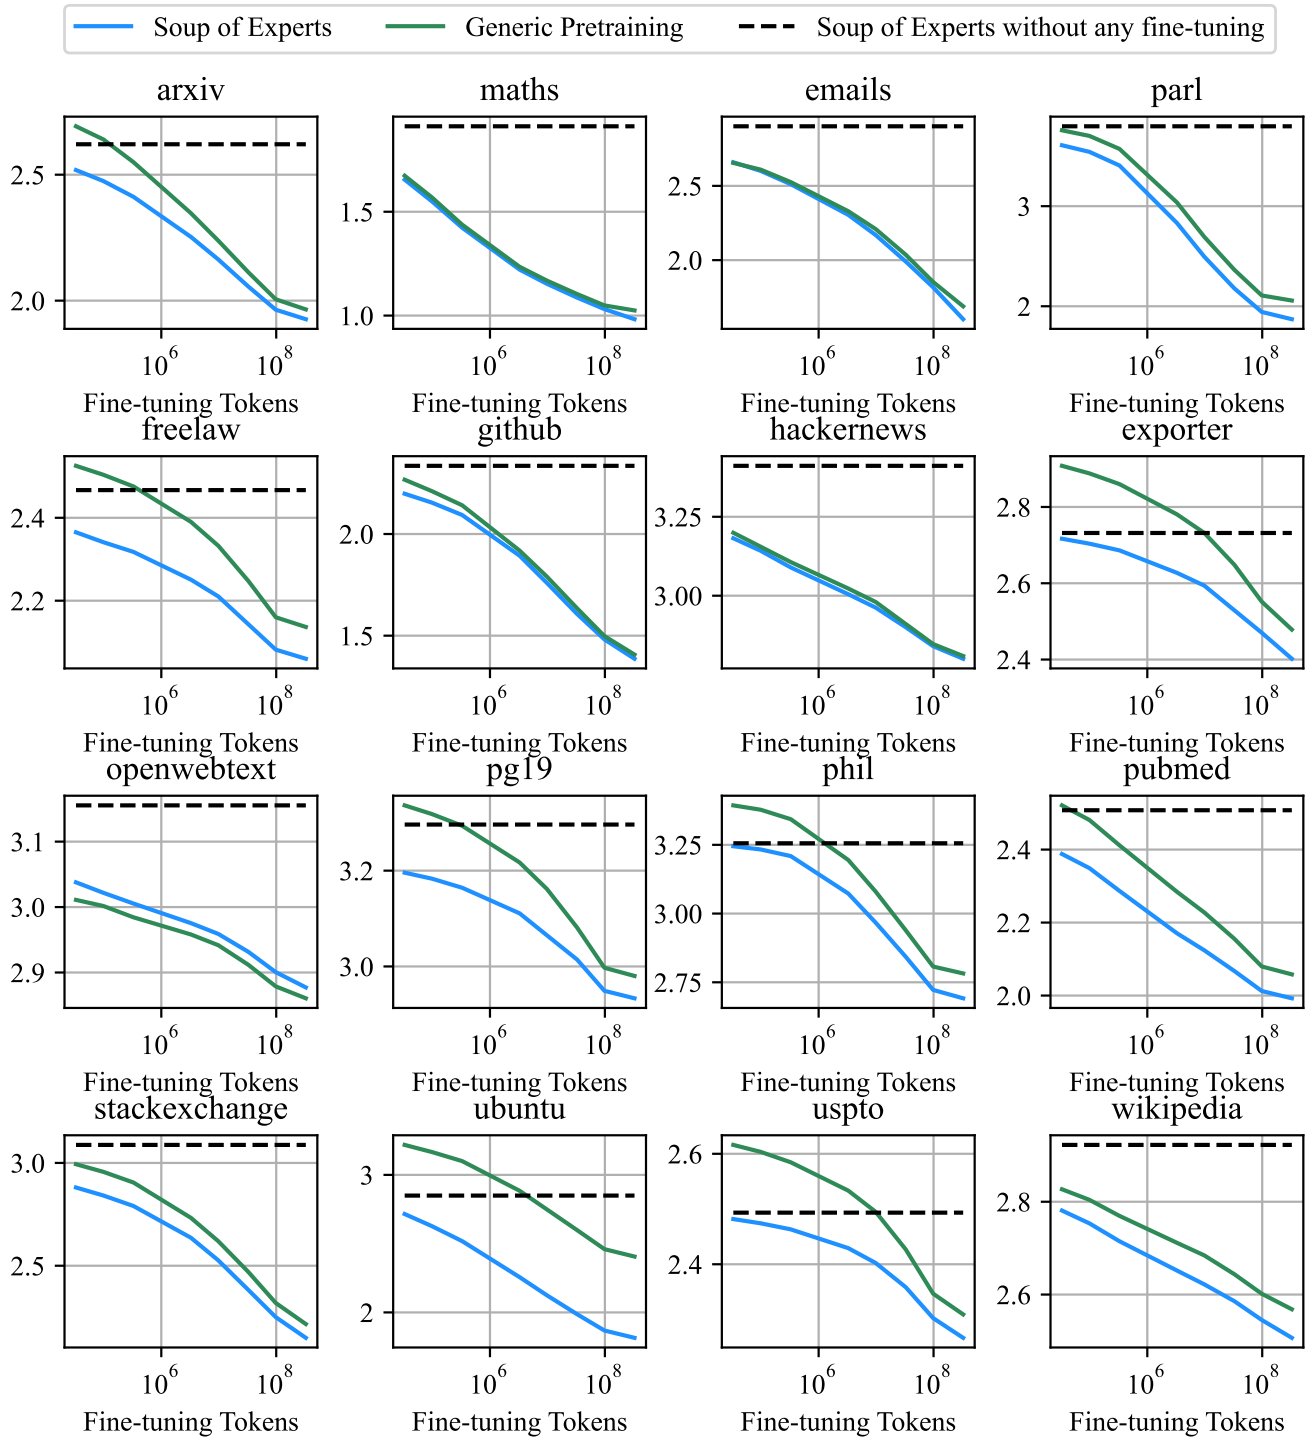 Soup of Experts Generic Pretraining Soup of Experts without any fine-tuning
arxiv maths emails parl
2.5 1.5 2.5 3
2.0 1.0 2.0 2
10^6 10^8 10^6 10^8 10^6 10^8 10^6 10^8
Fine-tuning Tokens Fine-tuning Tokens Fine-tuning Tokens Fine-tuning Tokens
freelaw github hackernews exporter
2.4 2.0 3.25 2.8
2.2 1.5 3.00 2.6
2.4
10^6 10^8 10^6 10^8 10^6 10^8 10^6 10^8
Fine-tuning Tokens Fine-tuning Tokens Fine-tuning Tokens Fine-tuning Tokens
openwebtext pg19 phil pubmed
3.1 3.2 3.25 2.4
3.0 3.0 3.00 2.2
2.9 2.75 2.0
10^6 10^8 10^6 10^8 10^6 10^8 10^6 10^8
Fine-tuning Tokens Fine-tuning Tokens Fine-tuning Tokens Fine-tuning Tokens
stackexchange ubuntu uspto wikipedia
3.0 3 2.6 2.8
2.5 2 2.4 2.6
10^6 10^8 10^6 10^8 10^6 10^8 10^6 10^8
Fine-tuning Tokens Fine-tuning Tokens Fine-tuning Tokens Fine-tuning Tokens